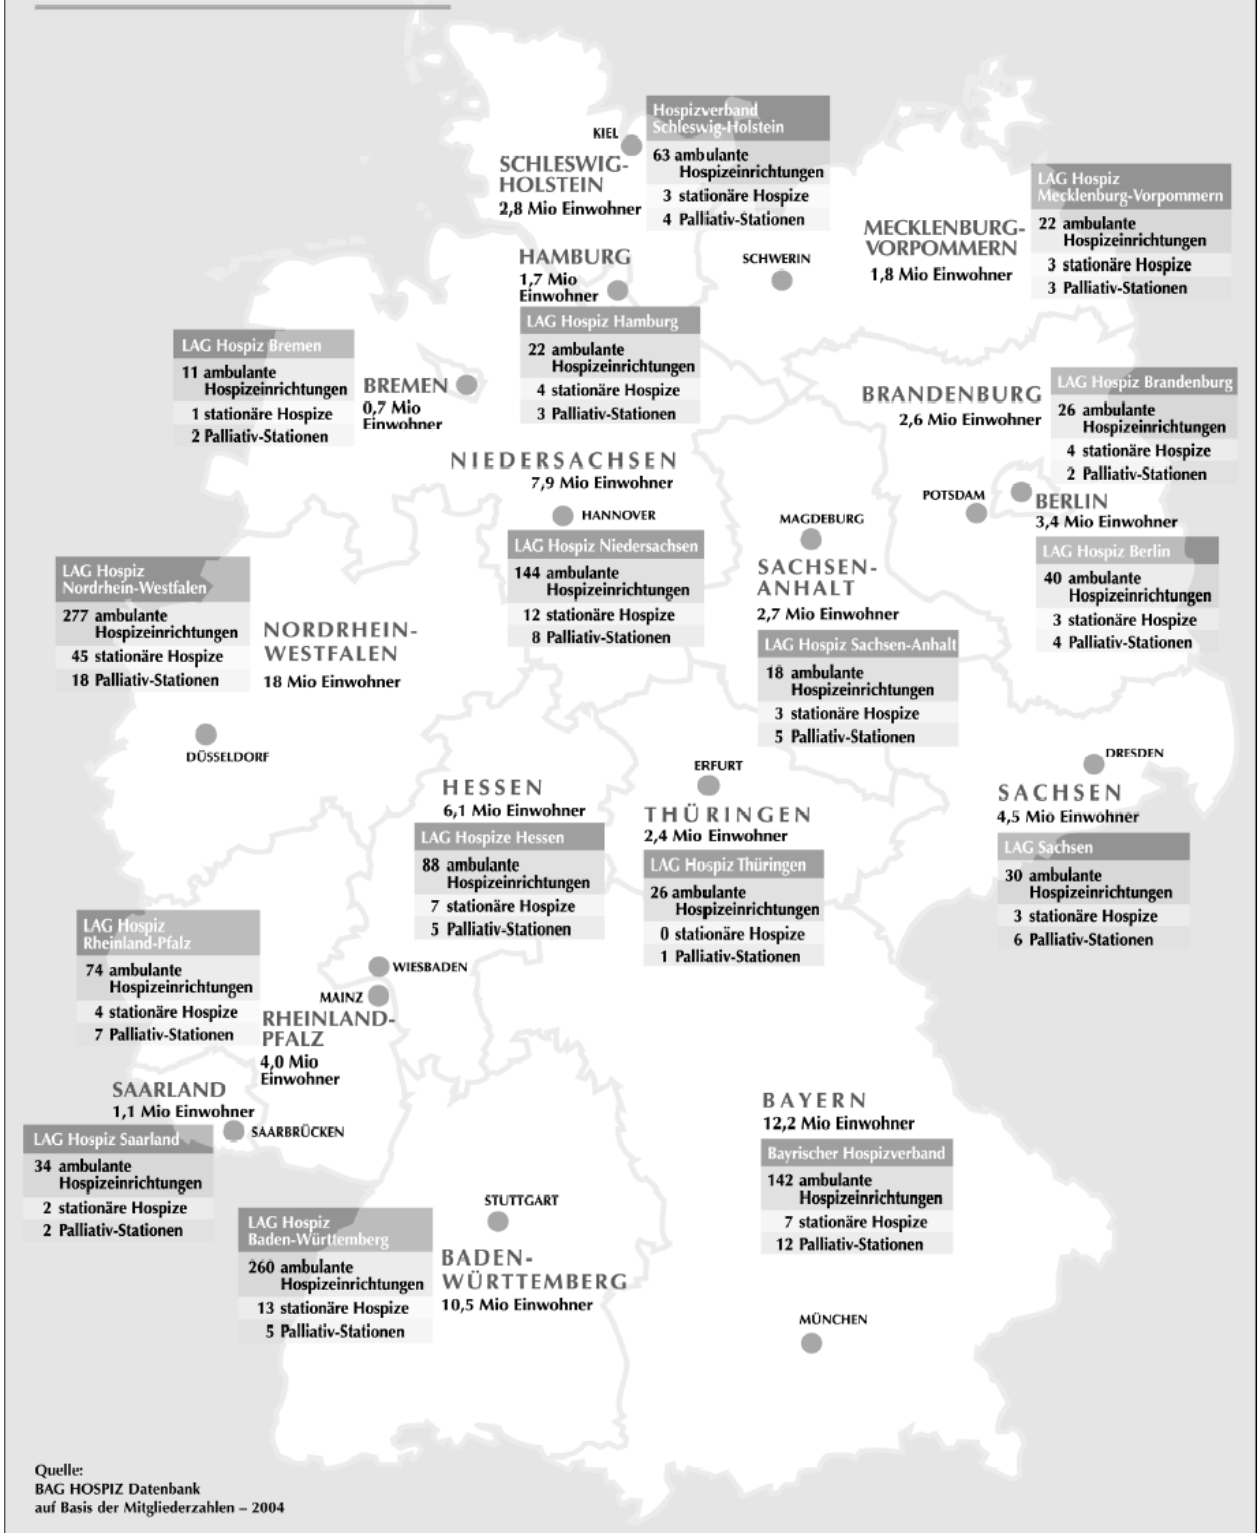 Hospizverband
Schleswig-Holstein
63 ambulante
Hospizeinrichtungen
3 stationäre Hospize
4 Palliativ-Stationen
KIEL
SCHLESWIG-
HOLSTEIN
2,8 Mio Einwohner
LAG Hospiz
Mecklenburg-Vorpommern
22 ambulante
Hospizeinrichtungen
3 stationäre Hospize
3 Palliativ-Stationen
MECKLENBURG-
VORPOMMERN
1,8 Mio Einwohner
SCHWERIN
HAMBURG
1,7 Mio
Einwohner
LAG Hospiz Hamburg
22 ambulante
Hospizeinrichtungen
4 stationäre Hospize
3 Palliativ-Stationen
LAG Hospiz Bremen
11 ambulante
Hospizeinrichtungen
1 stationäre Hospize
2 Palliativ-Stationen
BREMEN
0,7 Mio
Einwohner
BRANDENBURG
2,6 Mio Einwohner
LAG Hospiz Brandenburg
26 ambulante
Hospizeinrichtungen
4 stationäre Hospize
2 Palliativ-Stationen
NIEDERSACHSEN
7,9 Mio Einwohner
HANNOVER
LAG Hospiz Niedersachsen
144 ambulante
Hospizeinrichtungen
12 stationäre Hospize
8 Palliativ-Stationen
POTSDAM
BERLIN
3,4 Mio Einwohner
LAG Hospiz Berlin
40 ambulante
Hospizeinrichtungen
3 stationäre Hospize
4 Palliativ-Stationen
MAGDEBURG
SACHSEN-
ANHALT
2,7 Mio Einwohner
LAG Hospiz Sachsen-Anhalt
18 ambulante
Hospizeinrichtungen
3 stationäre Hospize
5 Palliativ-Stationen
LAG Hospiz
Nordrhein-Westfalen
277 ambulante
Hospizeinrichtungen
45 stationäre Hospize
18 Palliativ-Stationen
NORDRHEIN-
WESTFALEN
18 Mio Einwohner
DÜSSELDORF
HESSEN
6,1 Mio Einwohner
LAG Hospize Hessen
88 ambulante
Hospizeinrichtungen
7 stationäre Hospize
5 Palliativ-Stationen
ERFURT
THÜRINGEN
2,4 Mio Einwohner
LAG Hospiz Thüringen
26 ambulante
Hospizeinrichtungen
0 stationäre Hospize
1 Palliativ-Stationen
DRESDEN
SACHSEN
4,5 Mio Einwohner
LAG Sachsen
30 ambulante
Hospizeinrichtungen
3 stationäre Hospize
6 Palliativ-Stationen
LAG Hospiz
Rheinland-Pfalz
74 ambulante
Hospizeinrichtungen
4 stationäre Hospize
7 Palliativ-Stationen
WIESBADEN
MAINZ
RHEINLAND-
PFALZ
4,0 Mio
Einwohner
SAARLAND
1,1 Mio Einwohner
SAARBRÜCKEN
LAG Hospiz Saarland
34 ambulante
Hospizeinrichtungen
2 stationäre Hospize
2 Palliativ-Stationen
BAYERN
12,2 Mio Einwohner
Bayrischer Hospizverband
142 ambulante
Hospizeinrichtungen
7 stationäre Hospize
12 Palliativ-Stationen
STUTTGART
LAG Hospiz
Baden-Württemberg
260 ambulante
Hospizeinrichtungen
13 stationäre Hospize
5 Palliativ-Stationen
BADEN-
WÜRTTEMBERG
10,5 Mio Einwohner
MÜNCHEN
Quelle:
BAG HOSPIZ Datenbank
auf Basis der Mitgliederzahlen – 2004